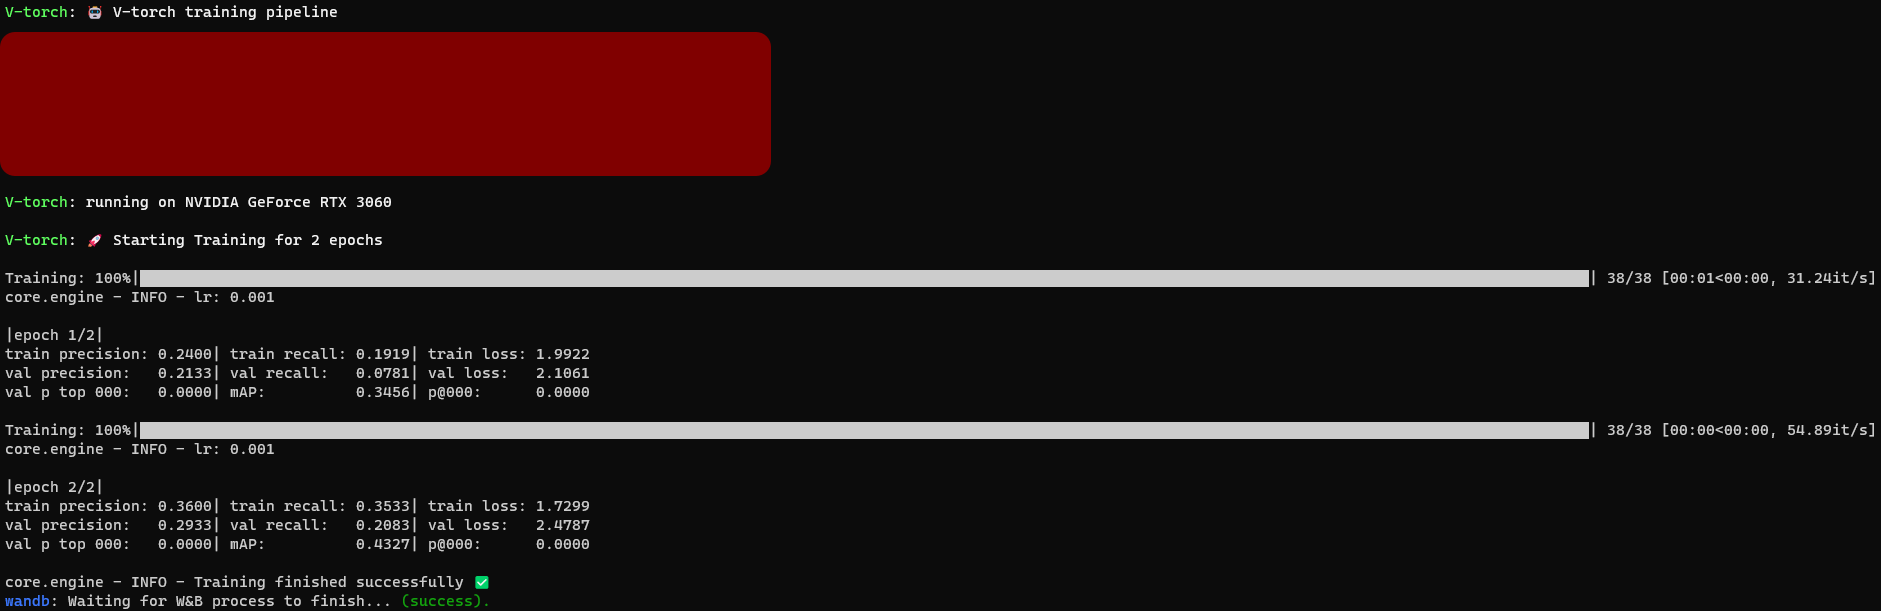 V-torch: 🤖 V-torch training pipeline
V-torch: running on NVIDIA GeForce RTX 3060
V-torch: 🚀 Starting Training for 2 epochs
Training: 100%| | 38/38 [00:01<00:00, 31.24it/s]
core.engine - INFO - lr: 0.001
|epoch 1/2|
train precision: 0.2400| train recall: 0.1919| train loss: 1.9922
val precision:   0.2133| val recall:   0.0781| val loss:   2.1061
val p top 000:   0.0000| mAP:          0.3456| p@000:      0.0000
Training: 100%| | 38/38 [00:00<00:00, 54.89it/s]
core.engine - INFO - lr: 0.001
|epoch 2/2|
train precision: 0.3600| train recall: 0.3533| train loss: 1.7299
val precision:   0.2933| val recall:   0.2083| val loss:   2.4787
val p top 000:   0.0000| mAP:          0.4327| p@000:      0.0000
core.engine - INFO - Training finished successfully ✅
wandb: Waiting for W&B process to finish... (success).